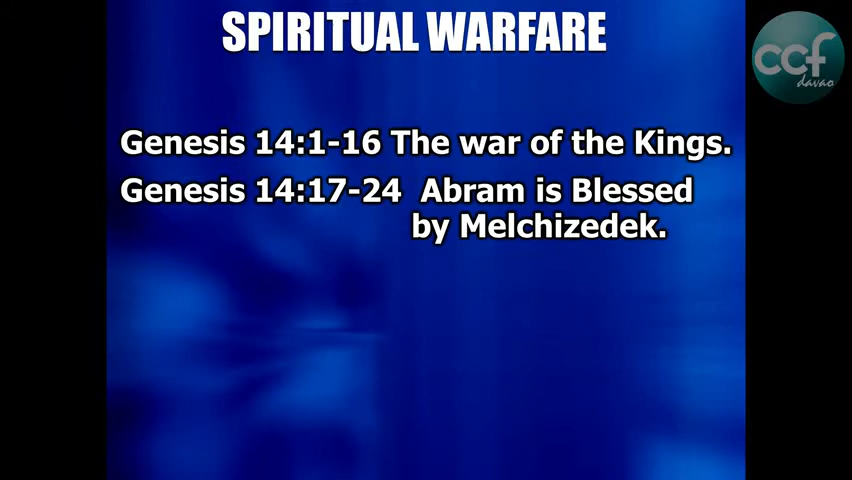 SPIRITUAL WARFARE
ccf
davao
Genesis 14:1-16 The war of the Kings.
Genesis 14:17-24 Abram is Blessed
by Melchizedek.